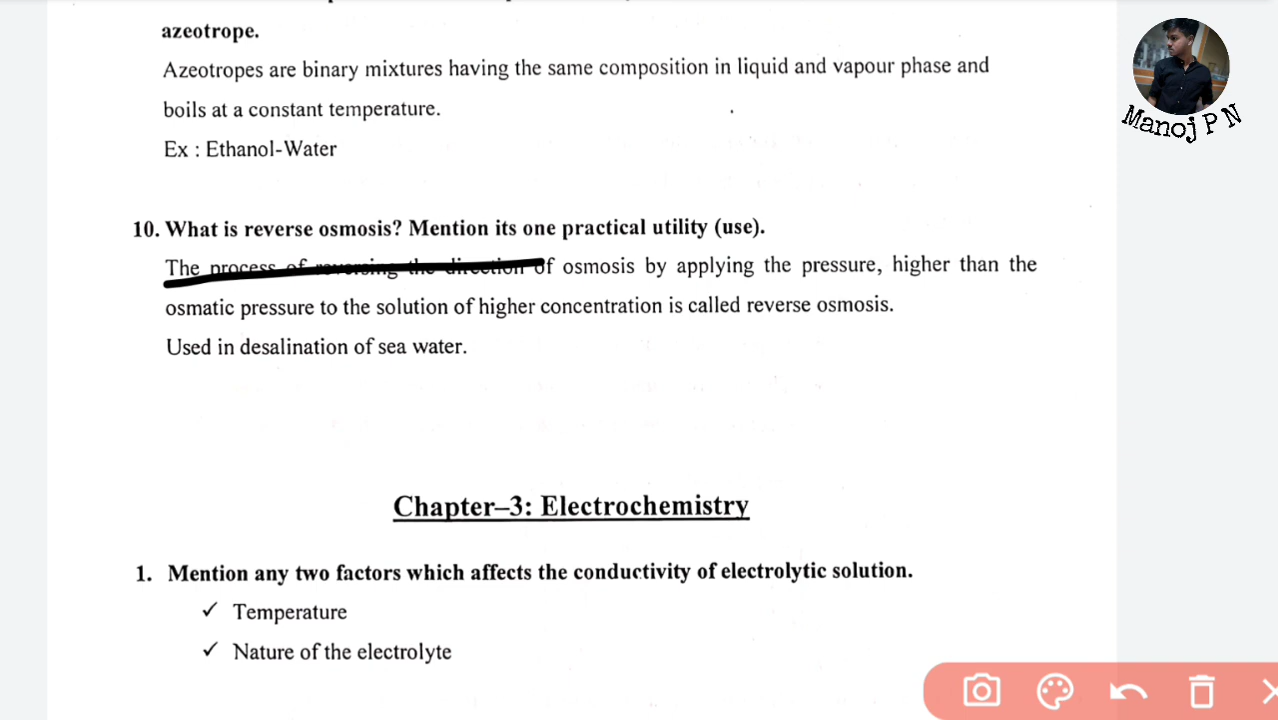 azeotrope.
Azeotropes are binary mixtures having the same composition in liquid and vapour phase and
boils at a constant temperature.
Ex : Ethanol-Water
Manoj P N
10. What is reverse osmosis? Mention its one practical utility (use).
The process of reversing the direction of osmosis by applying the pressure, higher than the
osmatic pressure to the solution of higher concentration is called reverse osmosis.
Used in desalination of sea water.
Chapter–3: Electrochemistry
1. Mention any two factors which affects the conductivity of electrolytic solution.
✓ Temperature
✓ Nature of the electrolyte